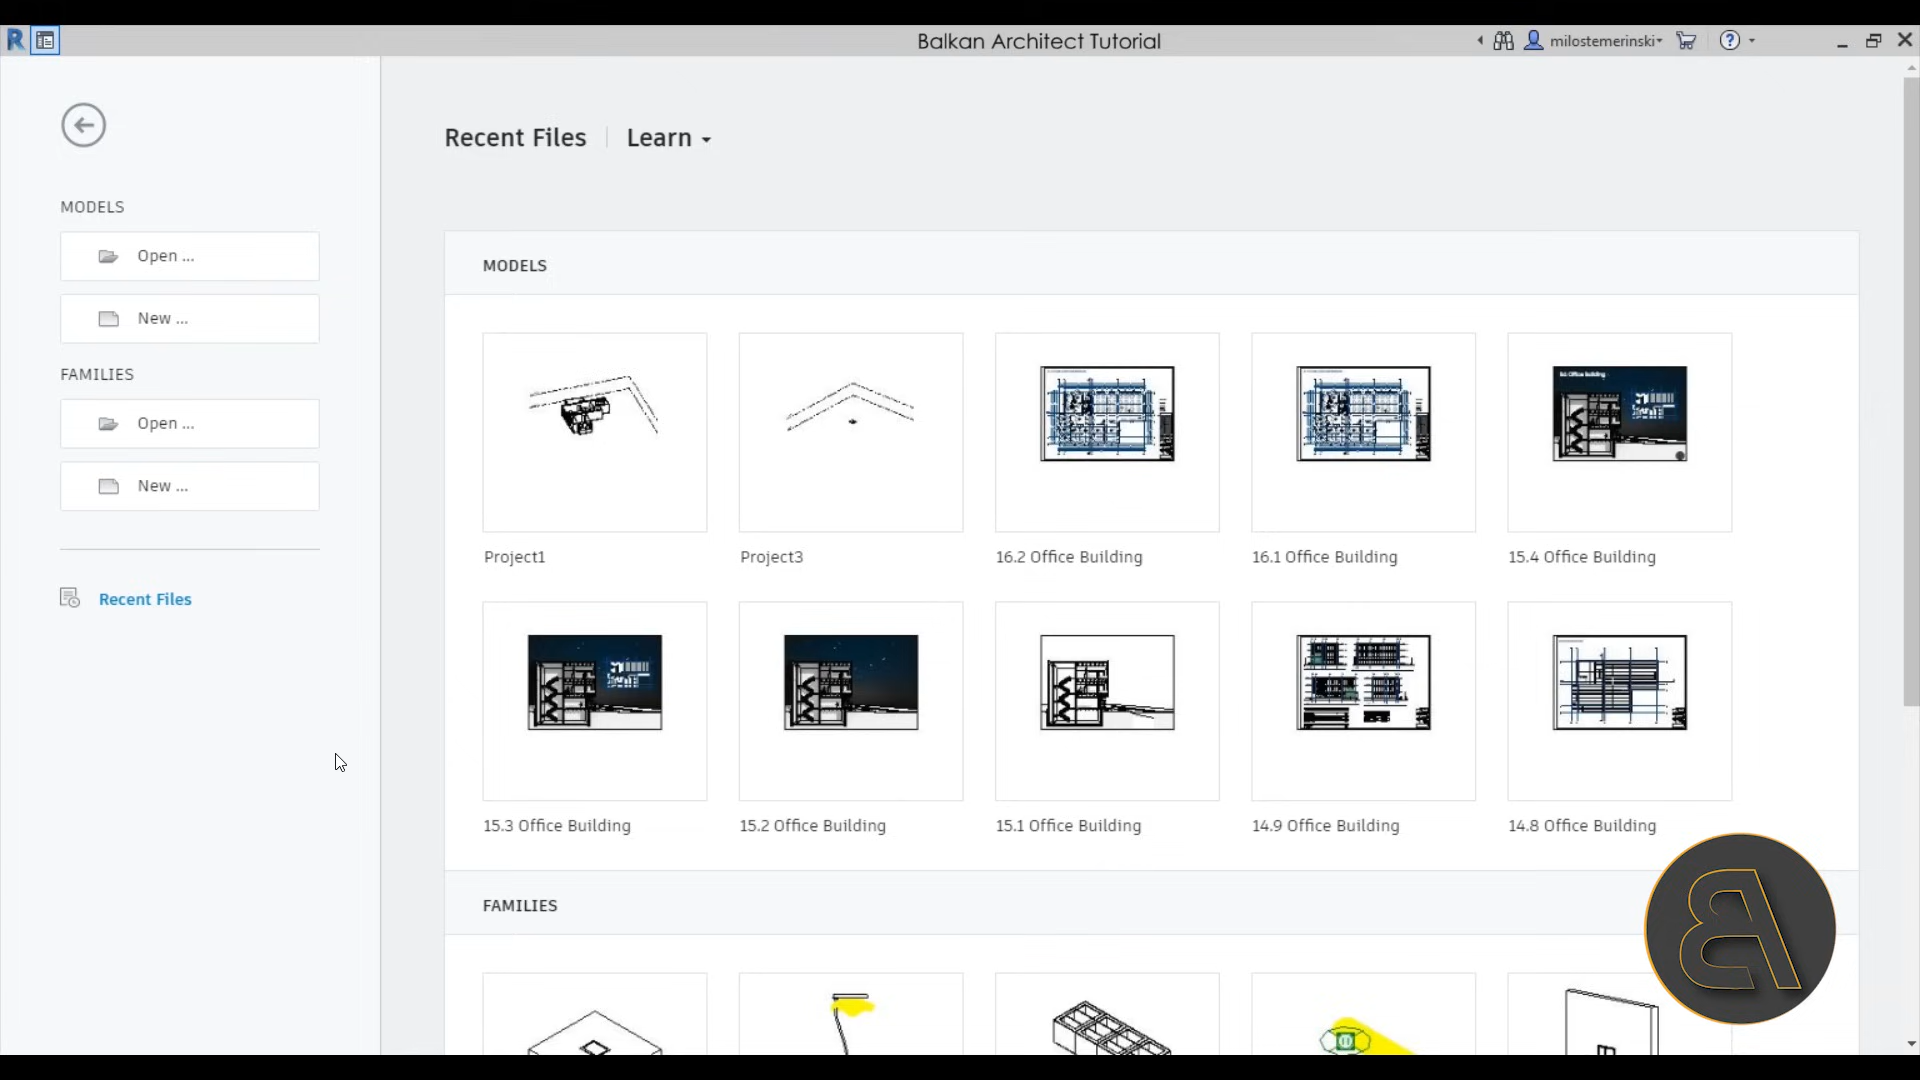 Balkan Architect Tutorial
milostemerinski
Recent Files
Learn
MODELS
Open ...
New ...
FAMILIES
Open ...
New ...
Recent Files
MODELS
Project1
Project3
16.2 Office Building
16.1 Office Building
15.4 Office Building
15.3 Office Building
15.2 Office Building
15.1 Office Building
14.9 Office Building
14.8 Office Building
FAMILIES